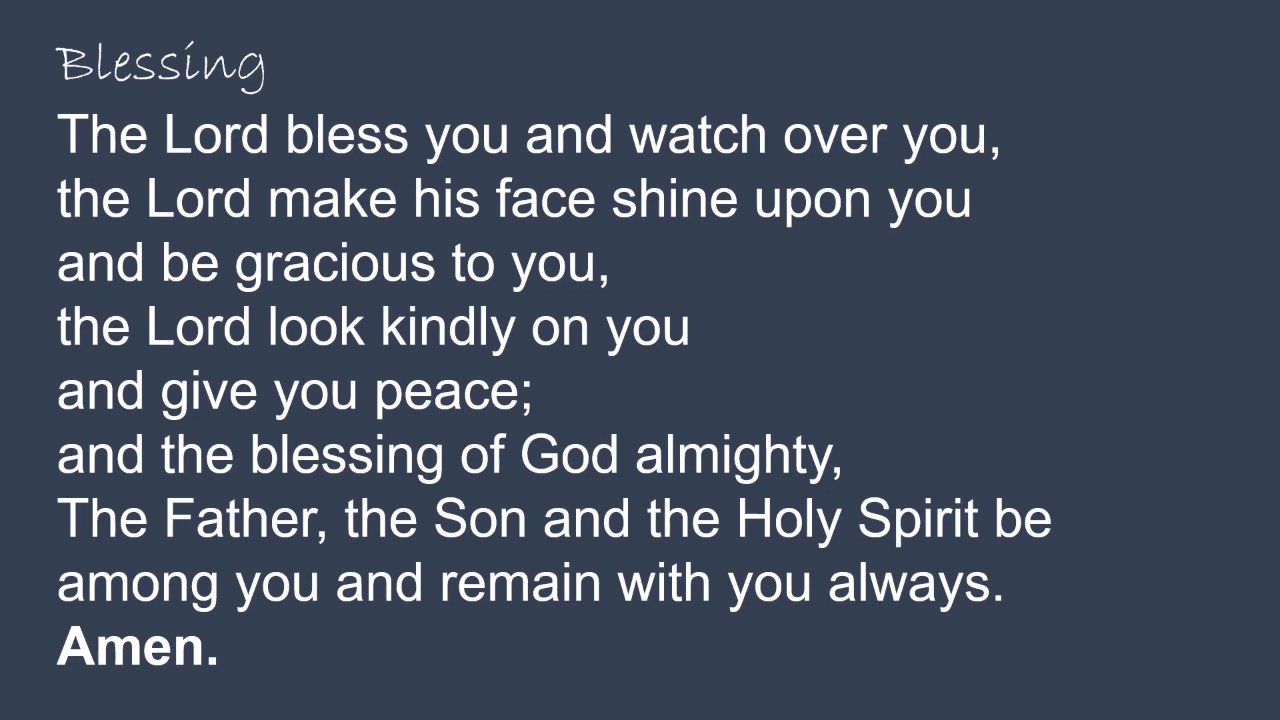 Blessing
The Lord bless you and watch over you,
the Lord make his face shine upon you
and be gracious to you,
the Lord look kindly on you
and give you peace;
and the blessing of God almighty,
The Father, the Son and the Holy Spirit be
among you and remain with you always.
Amen.